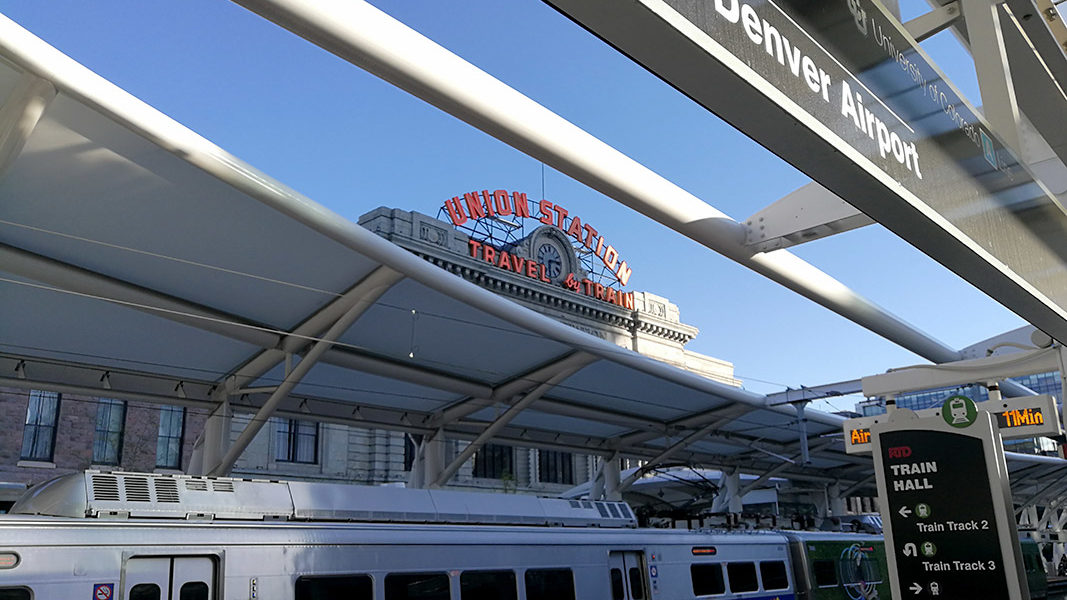 Denver Airport
University of Colorado A
UNION STATION
TRAVEL by TRAIN
11Min
RTD
TRAIN
HALL
Train Track 2
Train Track 3